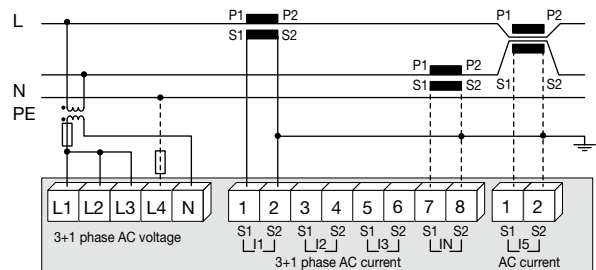 L P1 P2 P1 P2
S1 S2 P1 P2
N S1 S2 S1 S2
PE
L1 L2 L3 L4 N 1 2 3 4 5 6 7 8 1 2
S1 S2 S1 S2 S1 S2 S1 S2 S1 S2
3+1 phase AC voltage I1 I2 I3 IN I5
3+1 phase AC current AC current